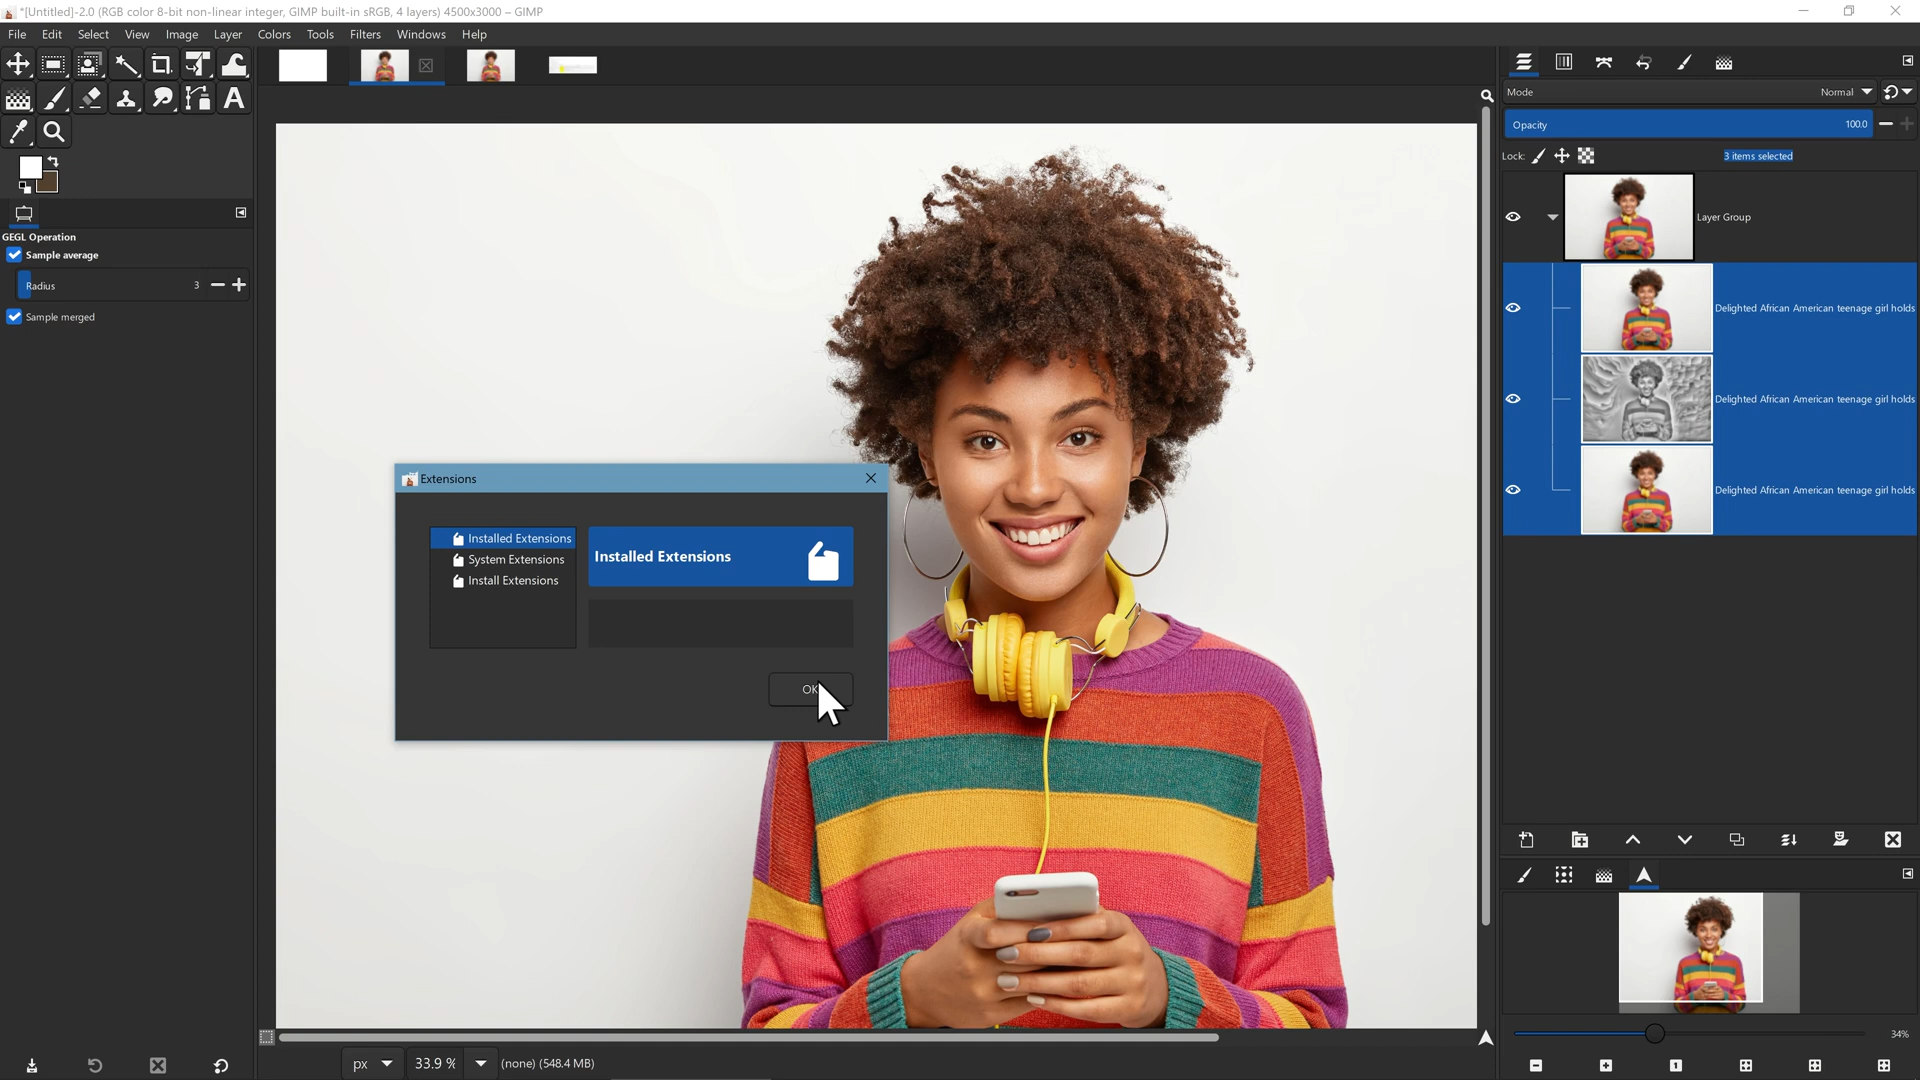 *[Untitled]-2.0 (RGB color 8-bit non-linear integer, GIMP built-in sRGB, 4 layers) 4500x3000 – GIMP
File Edit Select View Image Layer Colors Tools Filters Windows Help
Mode Normal
Opacity 100.0
Lock: 3 items selected
GEGL Operation
Sample average
Radius 3
Sample merged
Layer Group
Delighted African American teenage girl holds
Delighted African American teenage girl holds
Delighted African American teenage girl holds
Extensions
Installed Extensions
System Extensions
Install Extensions
Installed Extensions
OK
34%
px 33.9 % (none) (548.4 MB)